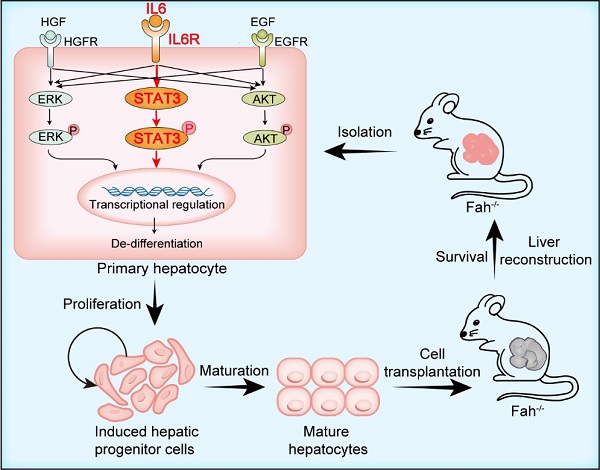 HGF
IL6
EGF
HGFR
IL6R
EGFR
ERK
STAT3
AKT
ERK
P
STAT3
P
AKT
P
Transcriptional regulation
De-differentiation
Primary hepatocyte
Isolation
Fah-/-
Proliferation
Survival
Liver
reconstruction
Maturation
Cell
transplantation
Induced hepatic
progenitor cells
Mature
hepatocytes
Fah-/-